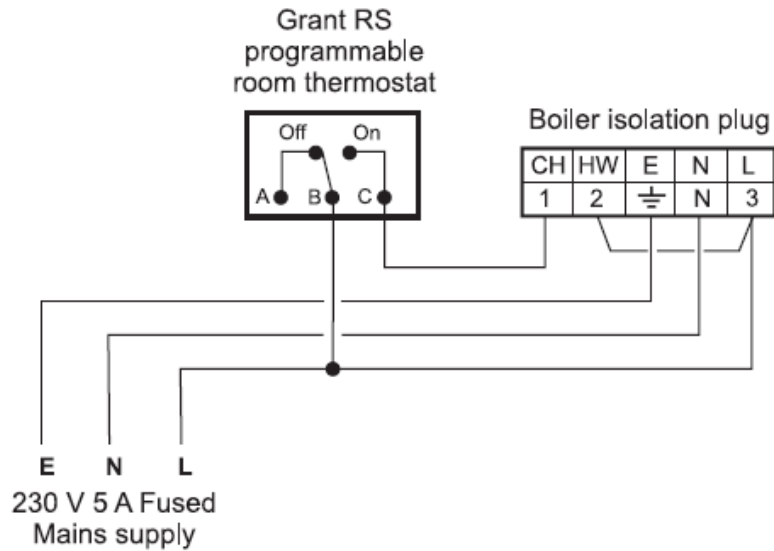 Grant RS
programmable
room thermostat
Off On
A B C
Boiler isolation plug
CH HW E N L
1 2 N 3
E N L
230 V 5 A Fused
Mains supply